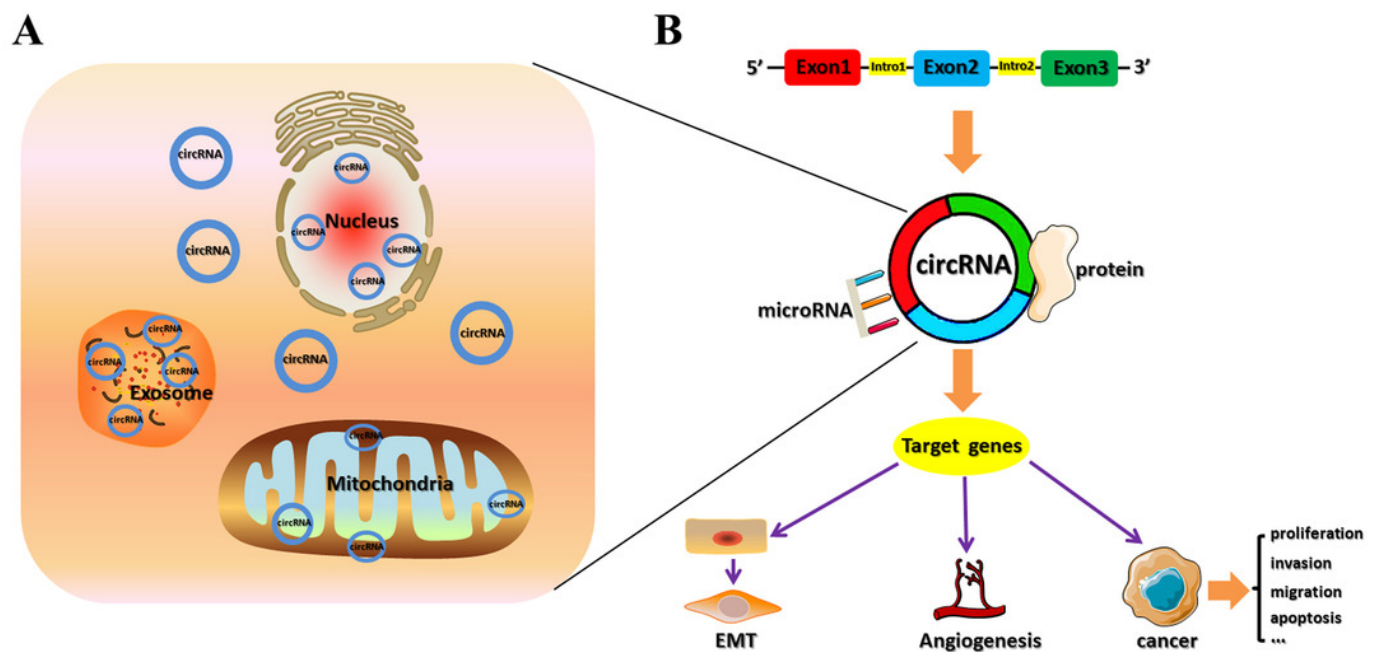 A
circRNA
circRNA
circRNA
Nucleus
circRNA
circRNA
circRNA
circRNA
circRNA
circRNA
circRNA
circRNA
Exosome
circRNA
circRNA
Mitochondria
circRNA
circRNA
circRNA
B
5’ Exon1 Intro1 Exon2 Intro2 Exon3 3’
circRNA
protein
microRNA
Target genes
EMT
Angiogenesis
cancer
proliferation
invasion
migration
apoptosis
...